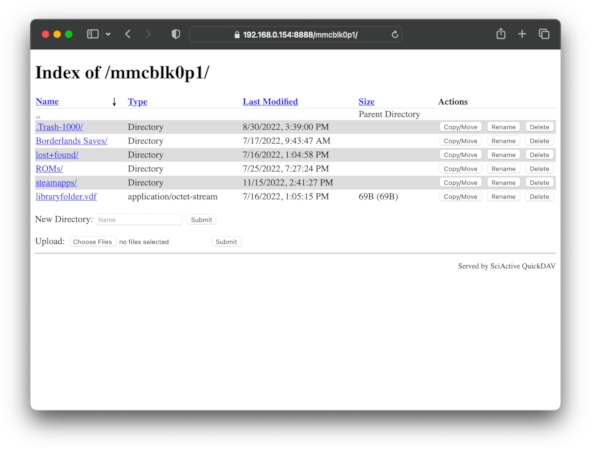 192.168.0.154:8888/mmcblk0p1/
Index of /mmcblk0p1/
Name ↓ Type Last Modified Size Actions
.. Parent Directory
.Trash-1000/ Directory 8/30/2022, 3:39:00 PM Copy/Move Rename Delete
Borderlands Saves/ Directory 7/17/2022, 9:43:47 AM Copy/Move Rename Delete
lost+found/ Directory 7/16/2022, 1:04:58 PM Copy/Move Rename Delete
ROMs/ Directory 7/25/2022, 7:27:24 PM Copy/Move Rename Delete
steamapps/ Directory 11/15/2022, 2:41:27 PM Copy/Move Rename Delete
libraryfolder.vdf application/octet-stream 7/16/2022, 1:05:15 PM 69B (69B) Copy/Move Rename Delete
New Directory: Name Submit
Upload: Choose Files no files selected Submit
Served by SciActive QuickDAV